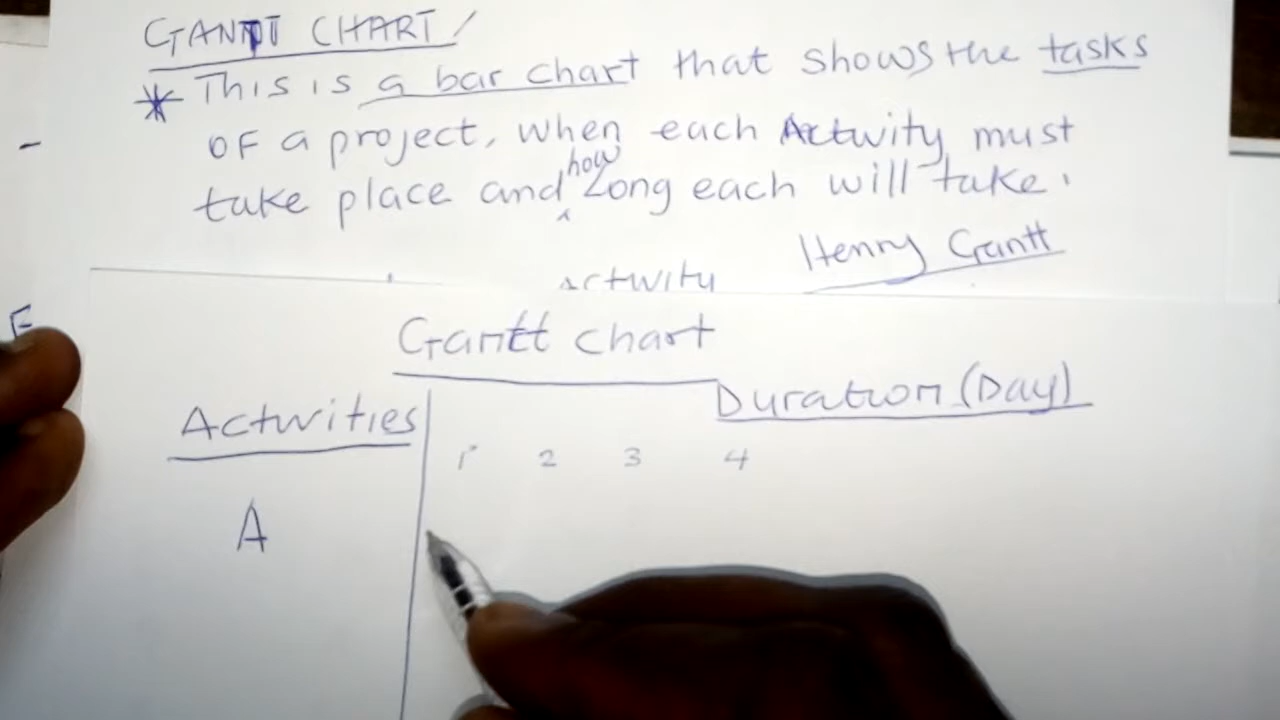 GANTT CHART
* This is a bar chart that shows the tasks
OF a project, when each Activity must
how
take place and long each will take.
Henry Gantt
Activity
Gantt chart
Duration (Day)
Activities
1 2 3 4
A